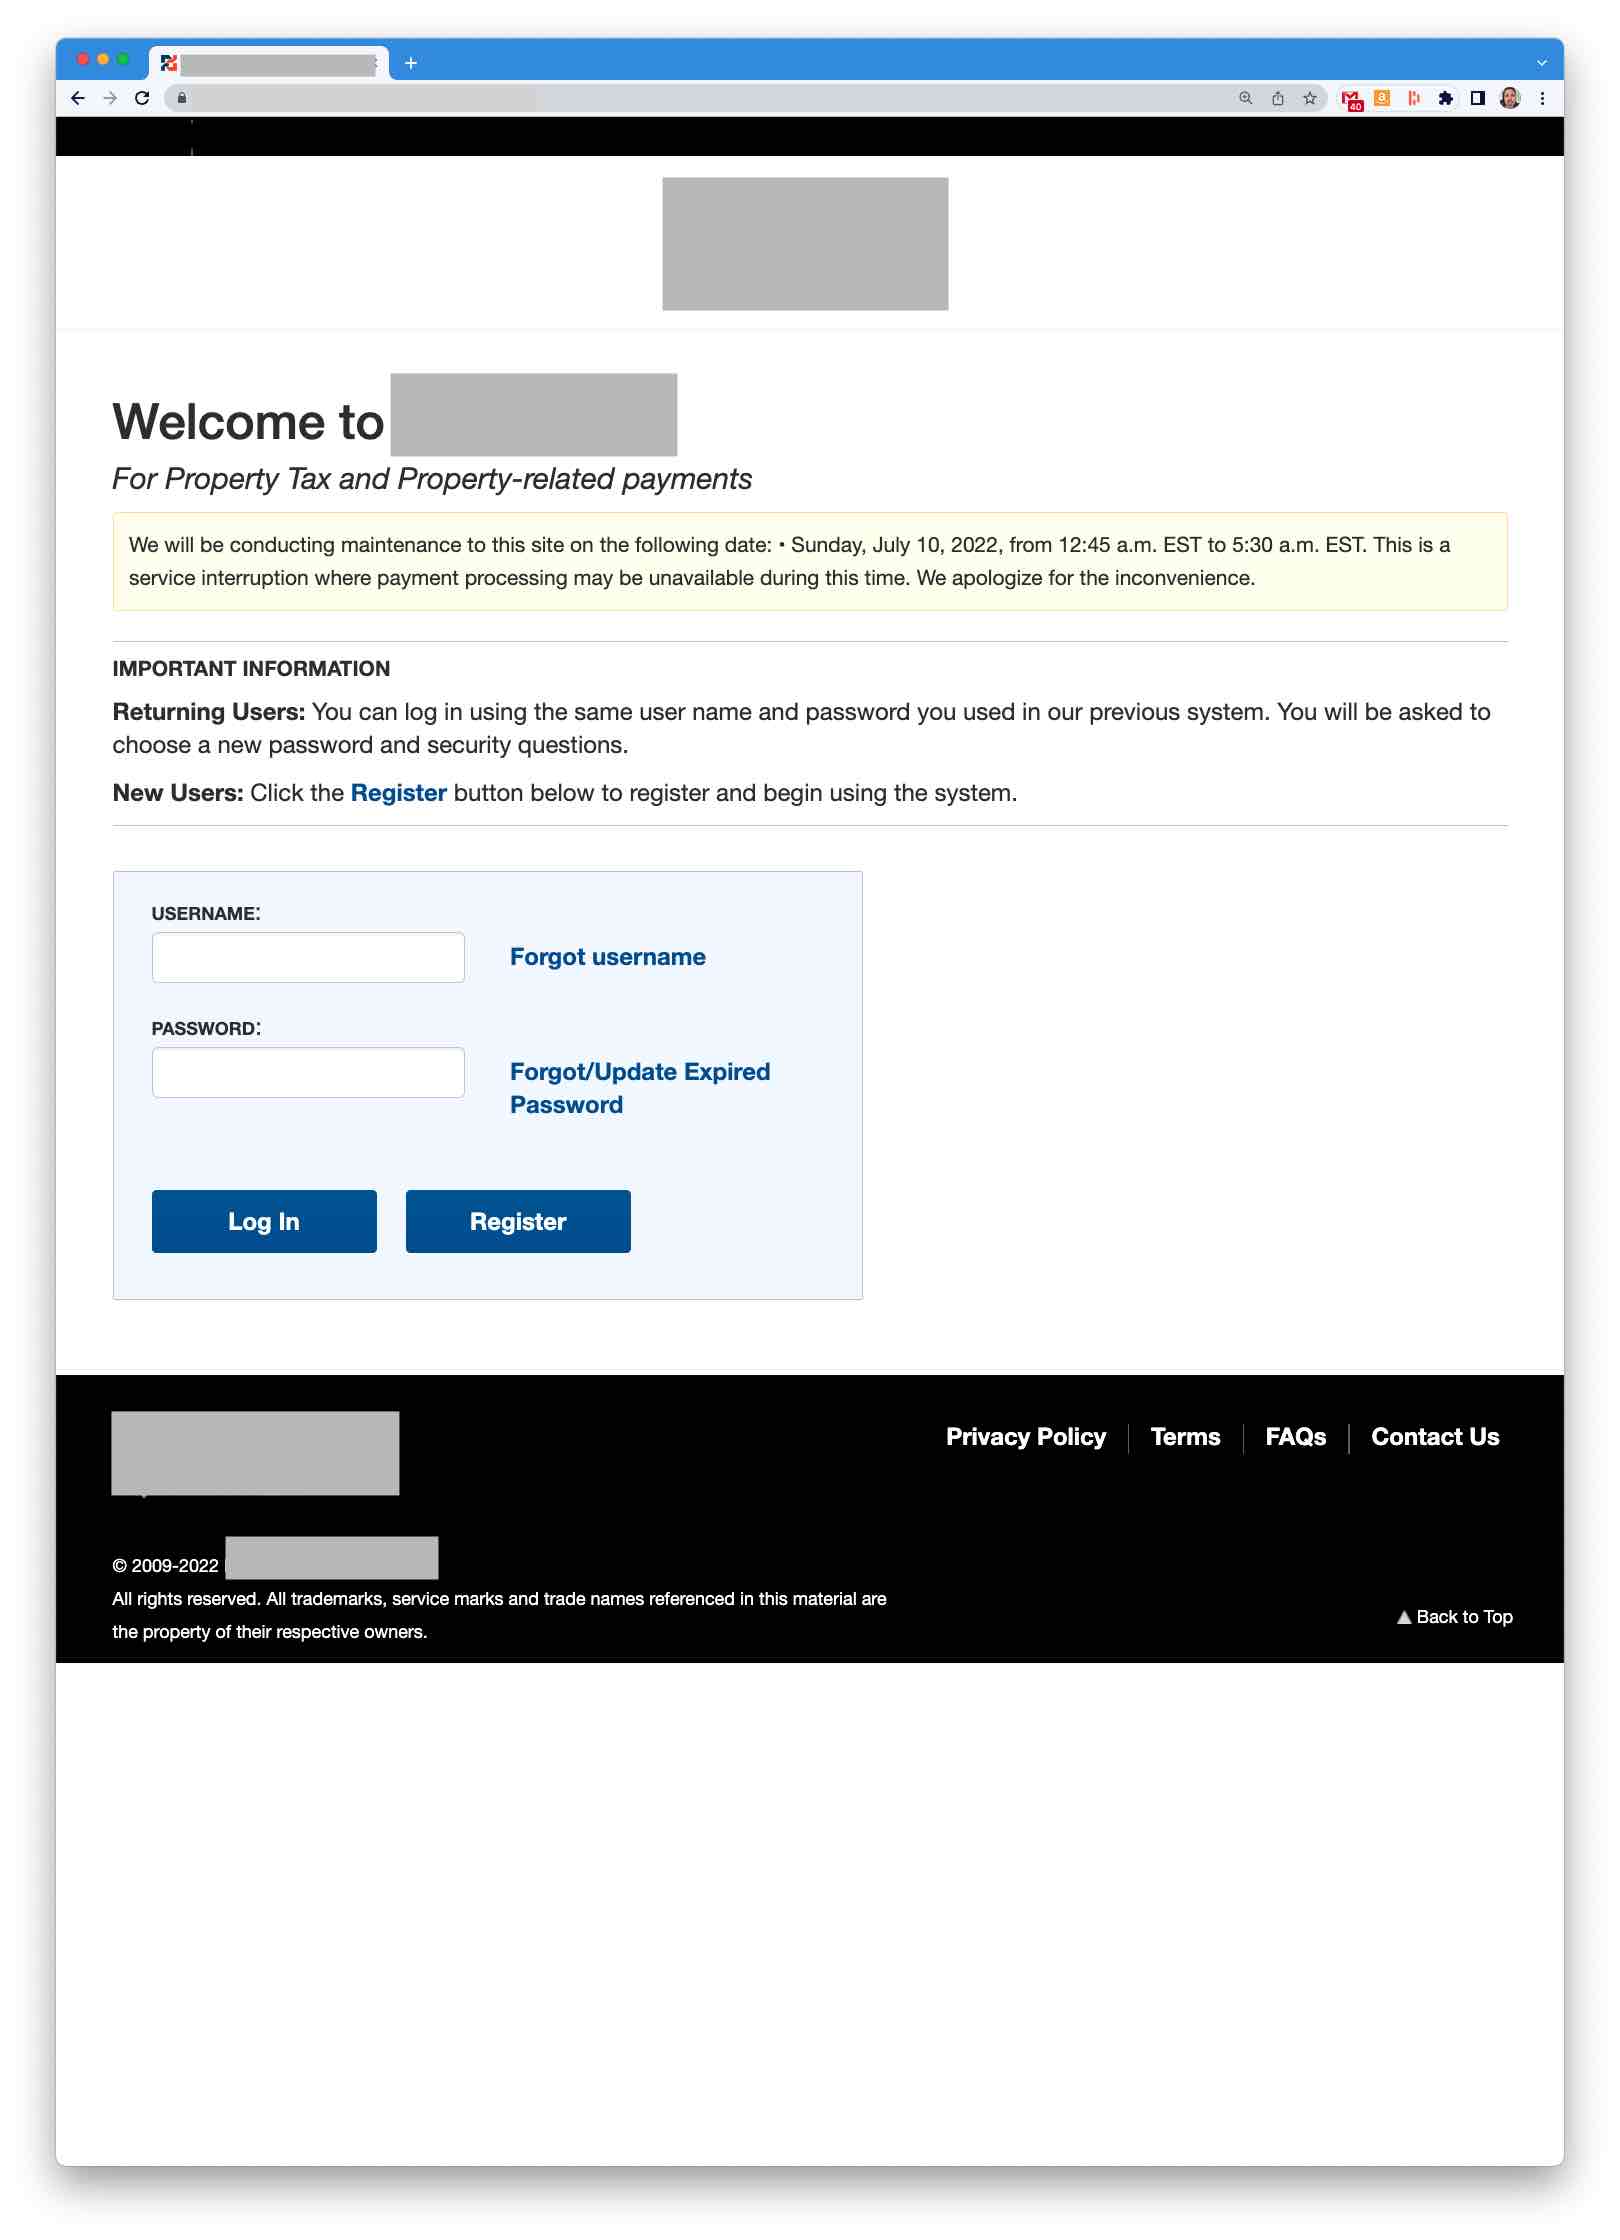 40
Welcome to
For Property Tax and Property-related payments
We will be conducting maintenance to this site on the following date: • Sunday, July 10, 2022, from 12:45 a.m. EST to 5:30 a.m. EST. This is a
service interruption where payment processing may be unavailable during this time. We apologize for the inconvenience.
IMPORTANT INFORMATION
Returning Users: You can log in using the same user name and password you used in our previous system. You will be asked to
choose a new password and security questions.
New Users: Click the Register button below to register and begin using the system.
USERNAME:
Forgot username
PASSWORD:
Forgot/Update Expired
Password
Log In
Register
Privacy Policy
Terms
FAQs
Contact Us
© 2009-2022
All rights reserved. All trademarks, service marks and trade names referenced in this material are
the property of their respective owners.
Back to Top